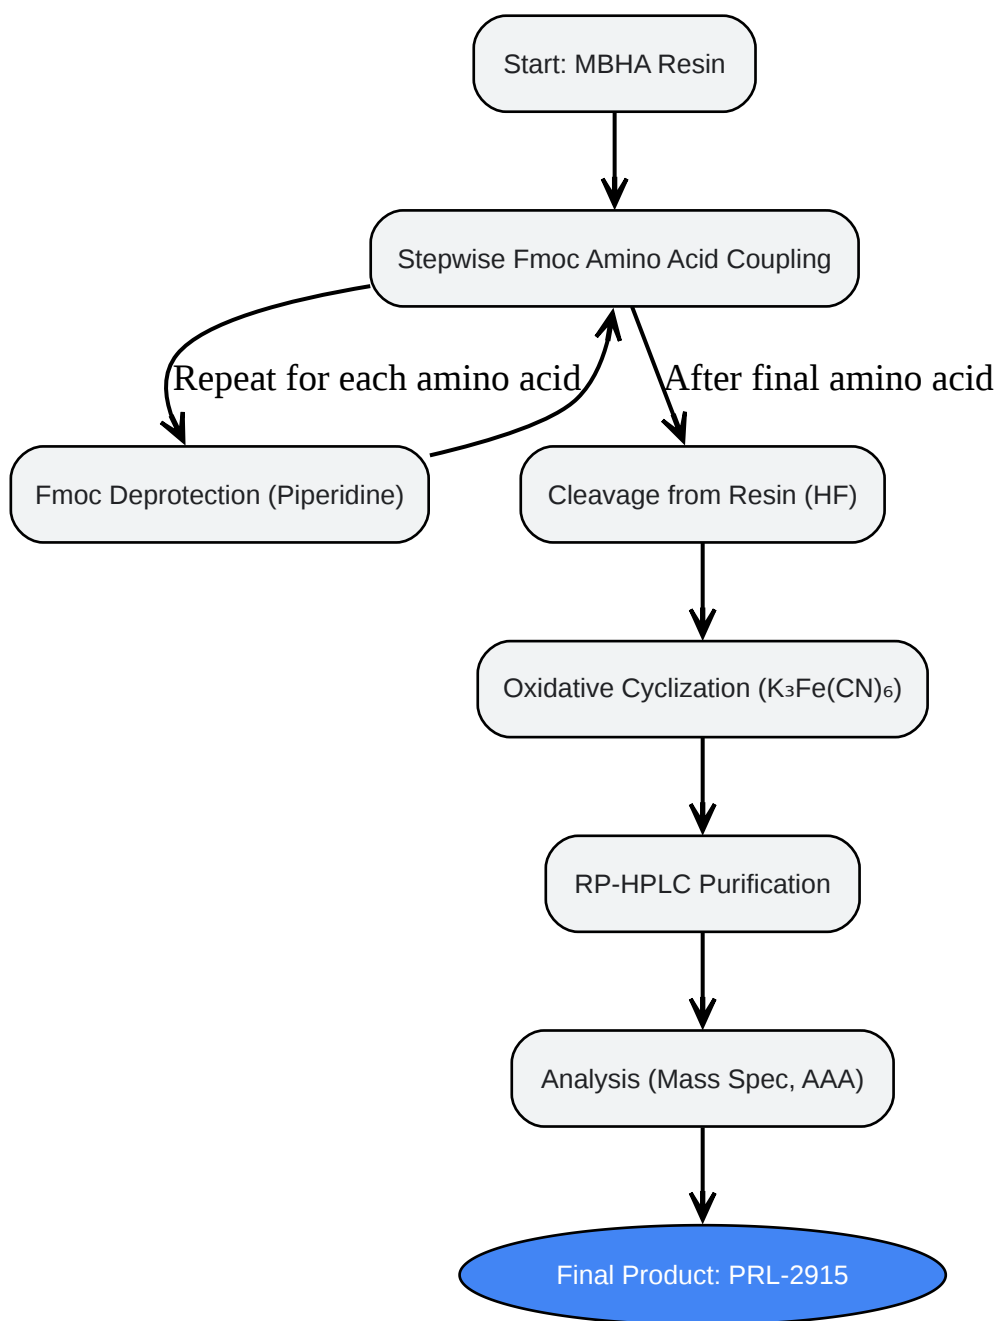 Start: MBHA Resin
Stepwise Fmoc Amino Acid Coupling
Repeat for each amino acid
After final amino acid
Fmoc Deprotection (Piperidine)
Cleavage from Resin (HF)
Oxidative Cyclization (K₃Fe(CN)₆)
RP-HPLC Purification
Analysis (Mass Spec, AAA)
Final Product: PRL-2915